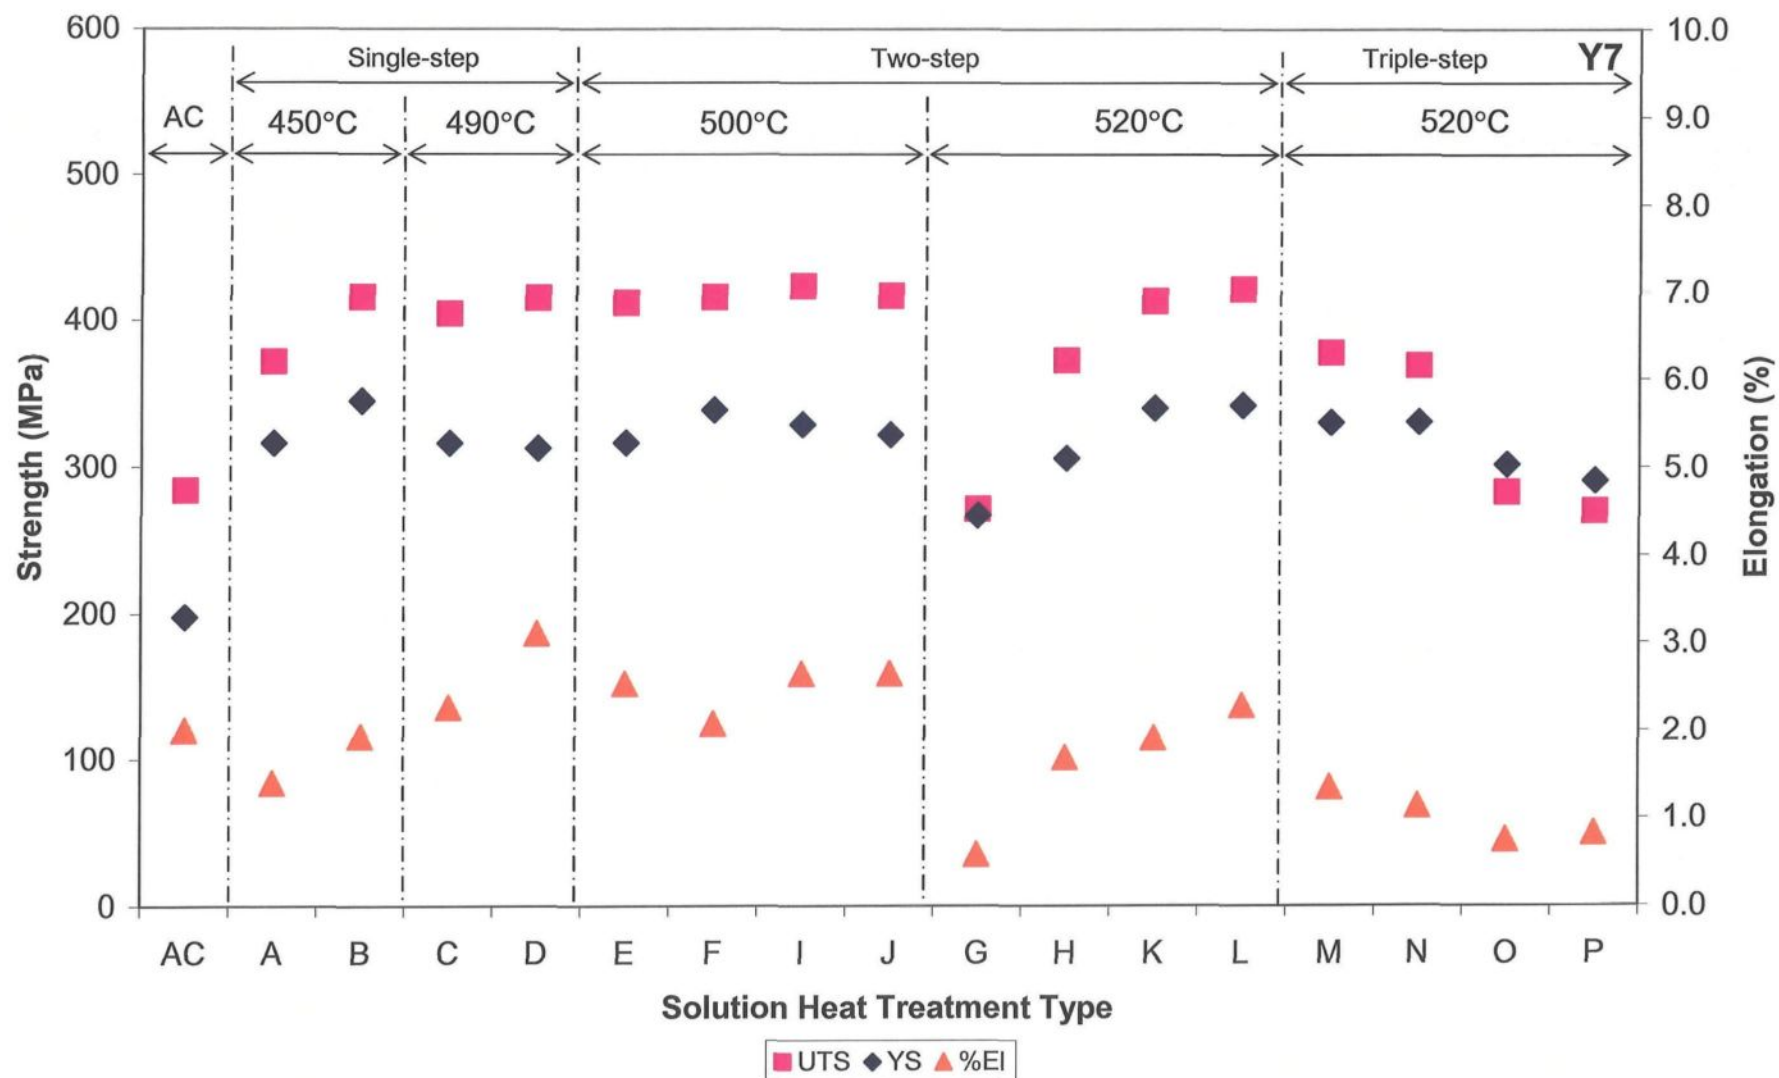 600
10.0
Single-step
Two-step
Triple-step
Y7
AC
450°C
490°C
500°C
520°C
520°C
9.0
500
8.0
400
7.0
6.0
300
5.0
4.0
200
3.0
2.0
100
1.0
0
0.0
Strength (MPa)
Elongation (%)
AC A B C D E F I J G H K L M N O P
Solution Heat Treatment Type
UTS YS %El